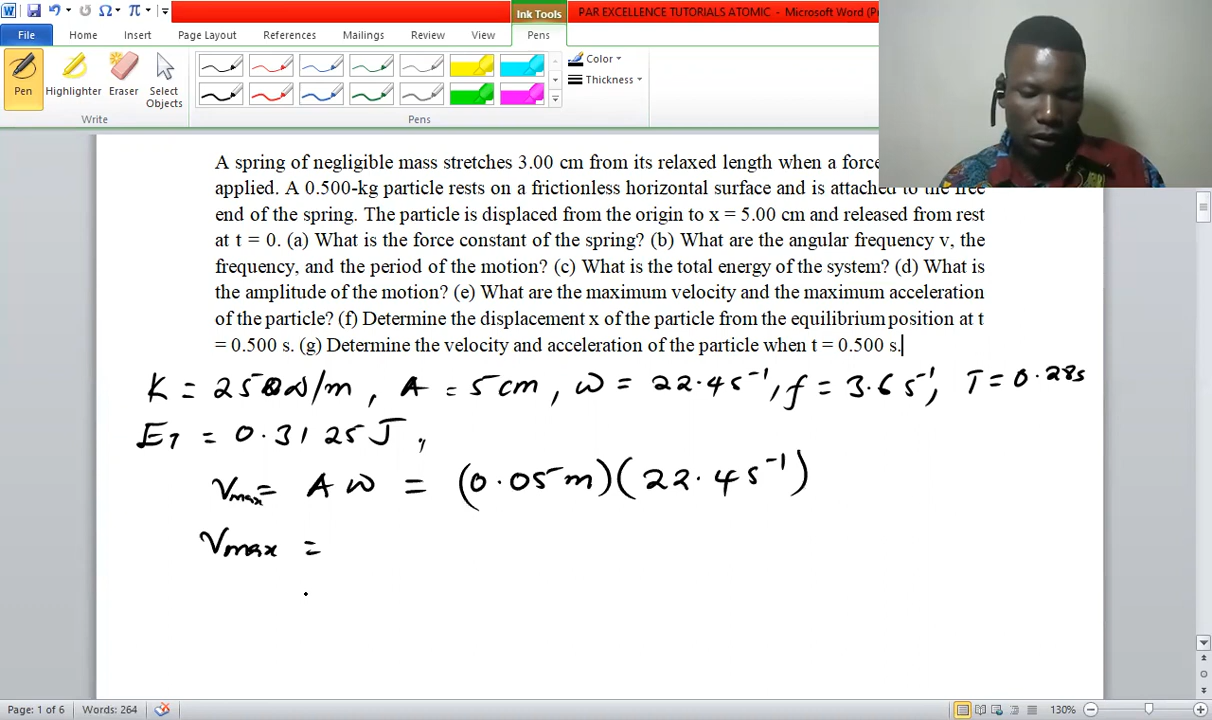 Ink Tools
PAR EXCELLENCE TUTORIALS ATOMIC - Microsoft Word (Pr
File Home Insert Page Layout References Mailings Review View Pens
Pen
Highlighter
Eraser
Select Objects
Color
Thickness
Write
Pens
A spring of negligible mass stretches 3.00 cm from its relaxed length when a force
applied. A 0.500-kg particle rests on a frictionless horizontal surface and is attached to the free
end of the spring. The particle is displaced from the origin to x = 5.00 cm and released from rest
at t = 0. (a) What is the force constant of the spring? (b) What are the angular frequency v, the
frequency, and the period of the motion? (c) What is the total energy of the system? (d) What is
the amplitude of the motion? (e) What are the maximum velocity and the maximum acceleration
of the particle? (f) Determine the displacement x of the particle from the equilibrium position at t
= 0.500 s. (g) Determine the velocity and acceleration of the particle when t = 0.500 s.
K = 250N/m, A = 5cm, ω = 22.4s⁻¹, f = 3.6s⁻¹, T = 0.28s
E_T = 0.3125J,
V_max = Aω = (0.05m)(22.4s⁻¹)
V_max =
Page: 1 of 6 Words: 264 130%